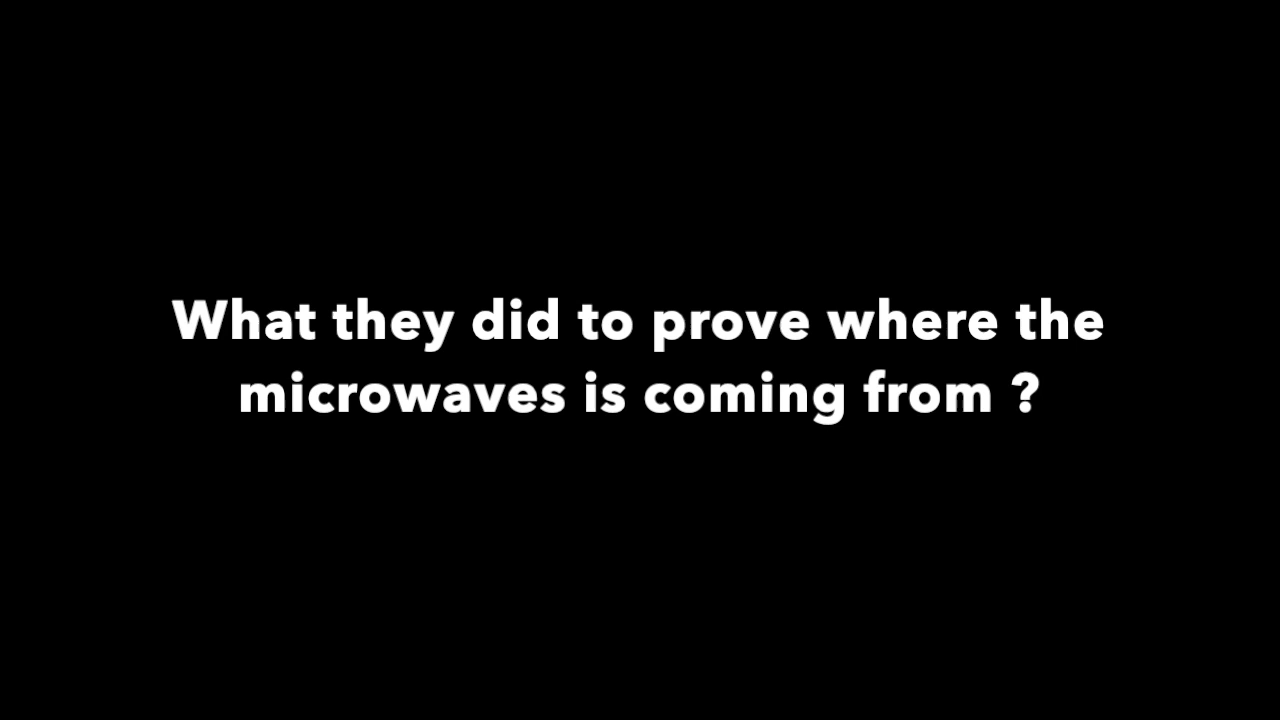 What they did to prove where the
microwaves is coming from ?